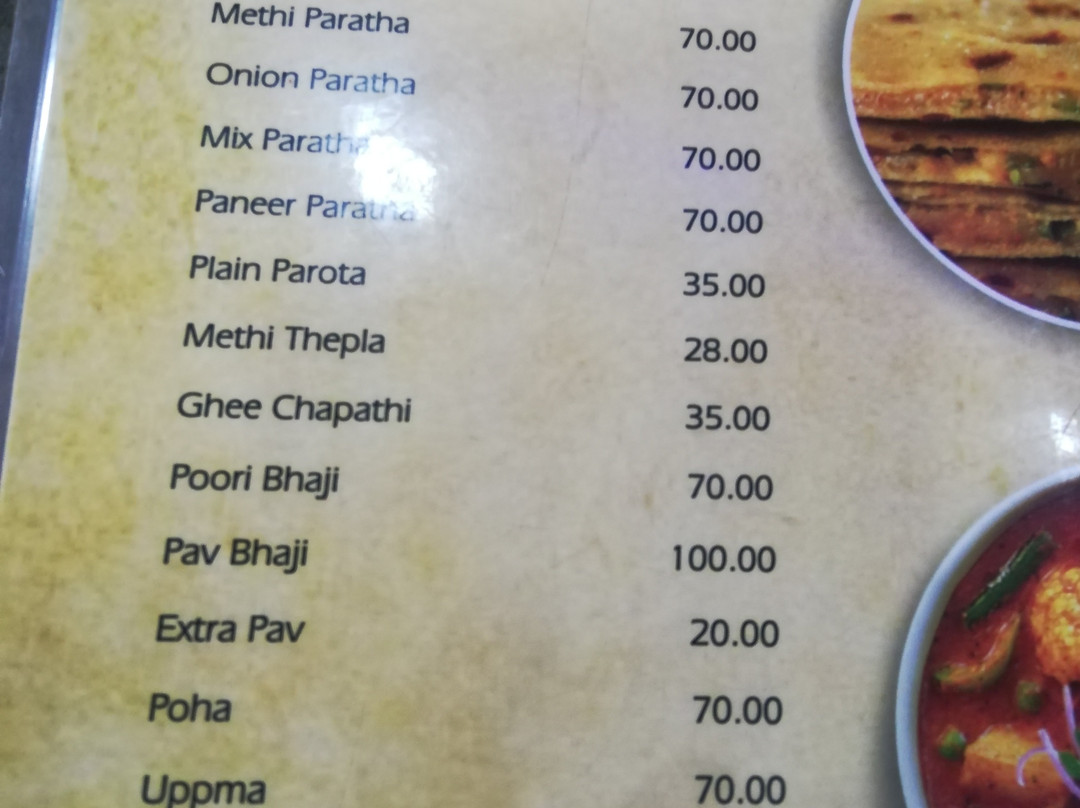 Methi Paratha 70.00
Onion Paratha 70.00
Mix Paratha 70.00
Paneer Paratha 70.00
Plain Parota 35.00
Methi Thepla 28.00
Ghee Chapathi 35.00
Poori Bhaji 70.00
Pav Bhaji 100.00
Extra Pav 20.00
Poha 70.00
Uppma 70.00